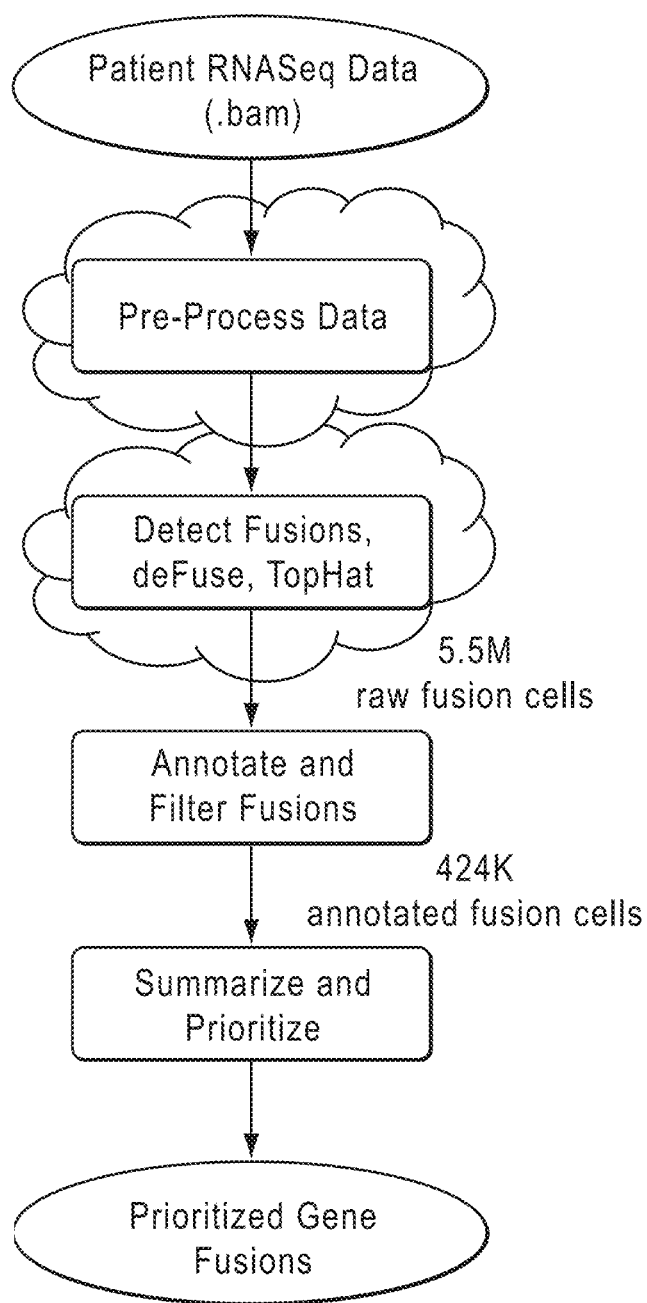 Patient RNASeq Data
(.bam)
Pre-Process Data
Detect Fusions,
deFuse, TopHat
5.5M
raw fusion cells
Annotate and
Filter Fusions
424K
annotated fusion cells
Summarize and
Prioritize
Prioritized Gene
Fusions